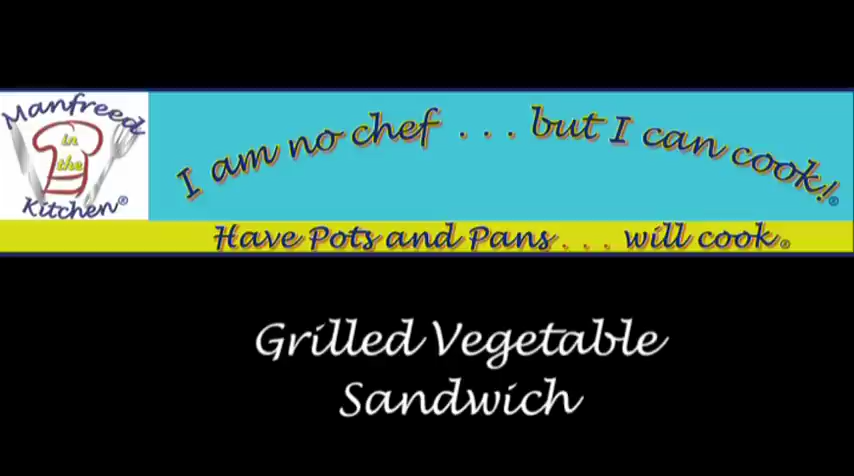 Manfreed
in
the
Kitchen®
I am no chef . . . but I can cook!®
Have Pots and Pans . . . will cook®
Grilled Vegetable
Sandwich